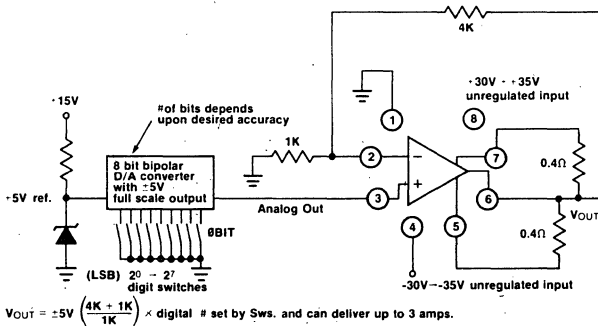 4K
+15V
#of bits depends
upon desired accuracy
+30V - +35V
unregulated input
1
8
1K
8 bit bipolar
D/A converter
with ±5V
full scale output
2
7
0.4Ω
+5V ref.
3
6
Analog Out
VOUT
ØBIT
4
5
0.4Ω
(LSB) 2⁰ → 2⁷
digit switches
-30V--35V unregulated input
VOUT = ±5V (4K + 1K / 1K) × digital # set by Sws. and can deliver up to 3 amps.